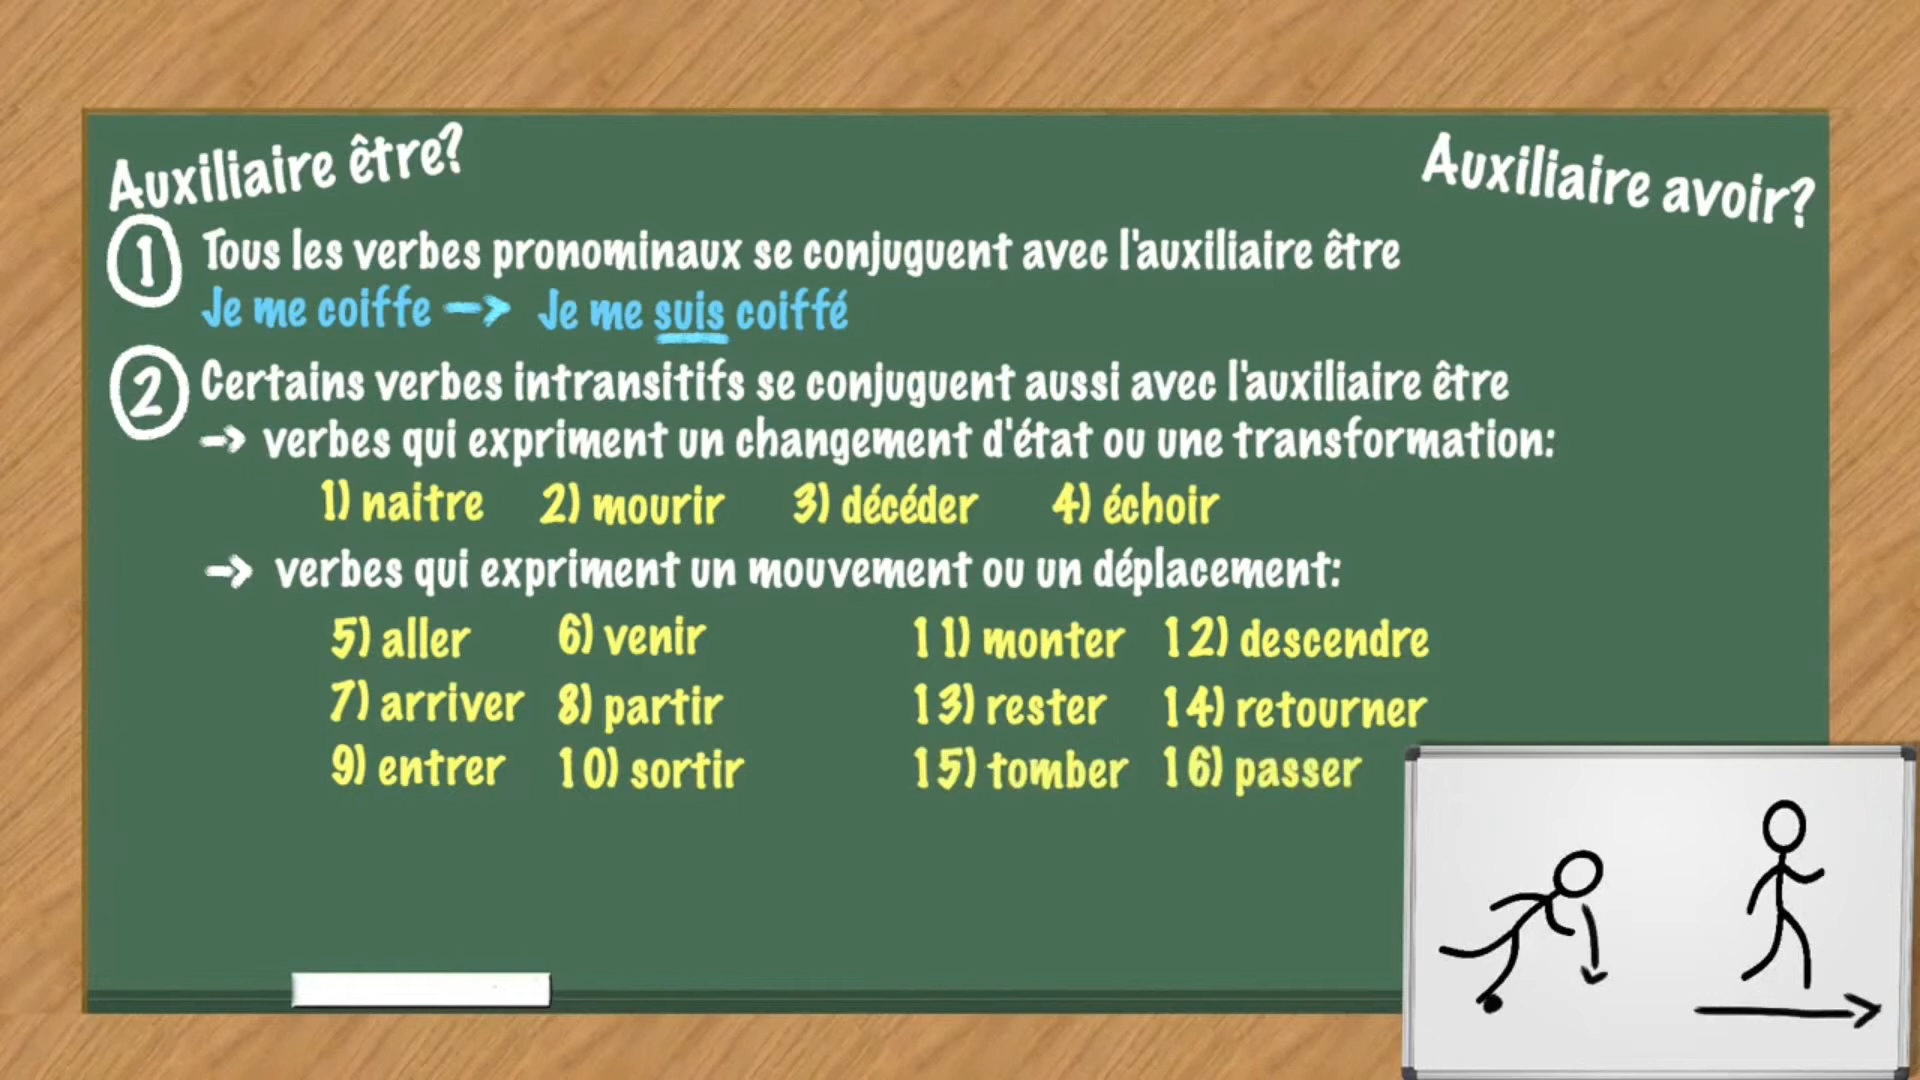 Auxiliaire être?
Auxiliaire avoir?
1 Tous les verbes pronominaux se conjuguent avec l'auxiliaire être
Je me coiffe → Je me suis coiffé
2 Certains verbes intransitifs se conjuguent aussi avec l'auxiliaire être
→ verbes qui expriment un changement d'état ou une transformation:
1) naitre 2) mourir 3) décéder 4) échoir
→ verbes qui expriment un mouvement ou un déplacement:
5) aller 6) venir 11) monter 12) descendre
7) arriver 8) partir 13) rester 14) retourner
9) entrer 10) sortir 15) tomber 16) passer